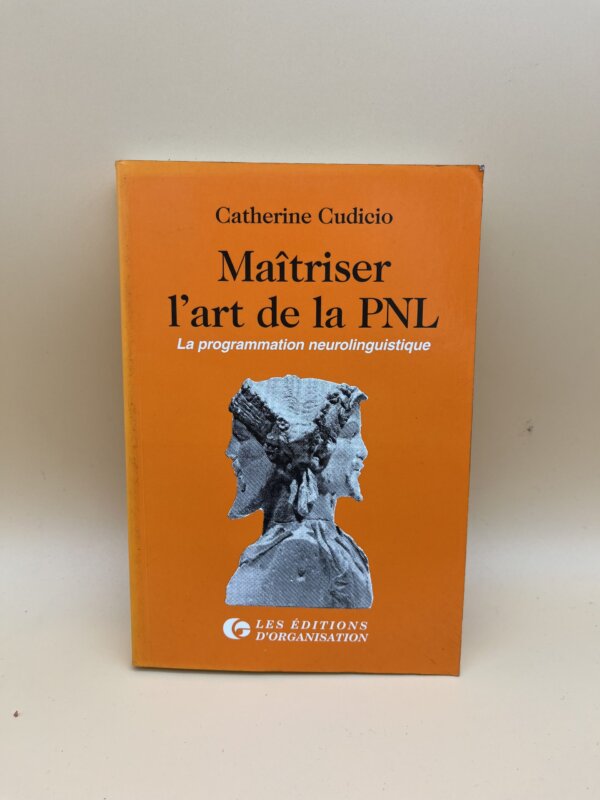 Catherine Cudicio
Maîtriser
l'art de la PNL
La programmation neurolinguistique
LES ÉDITIONS
D'ORGANISATION